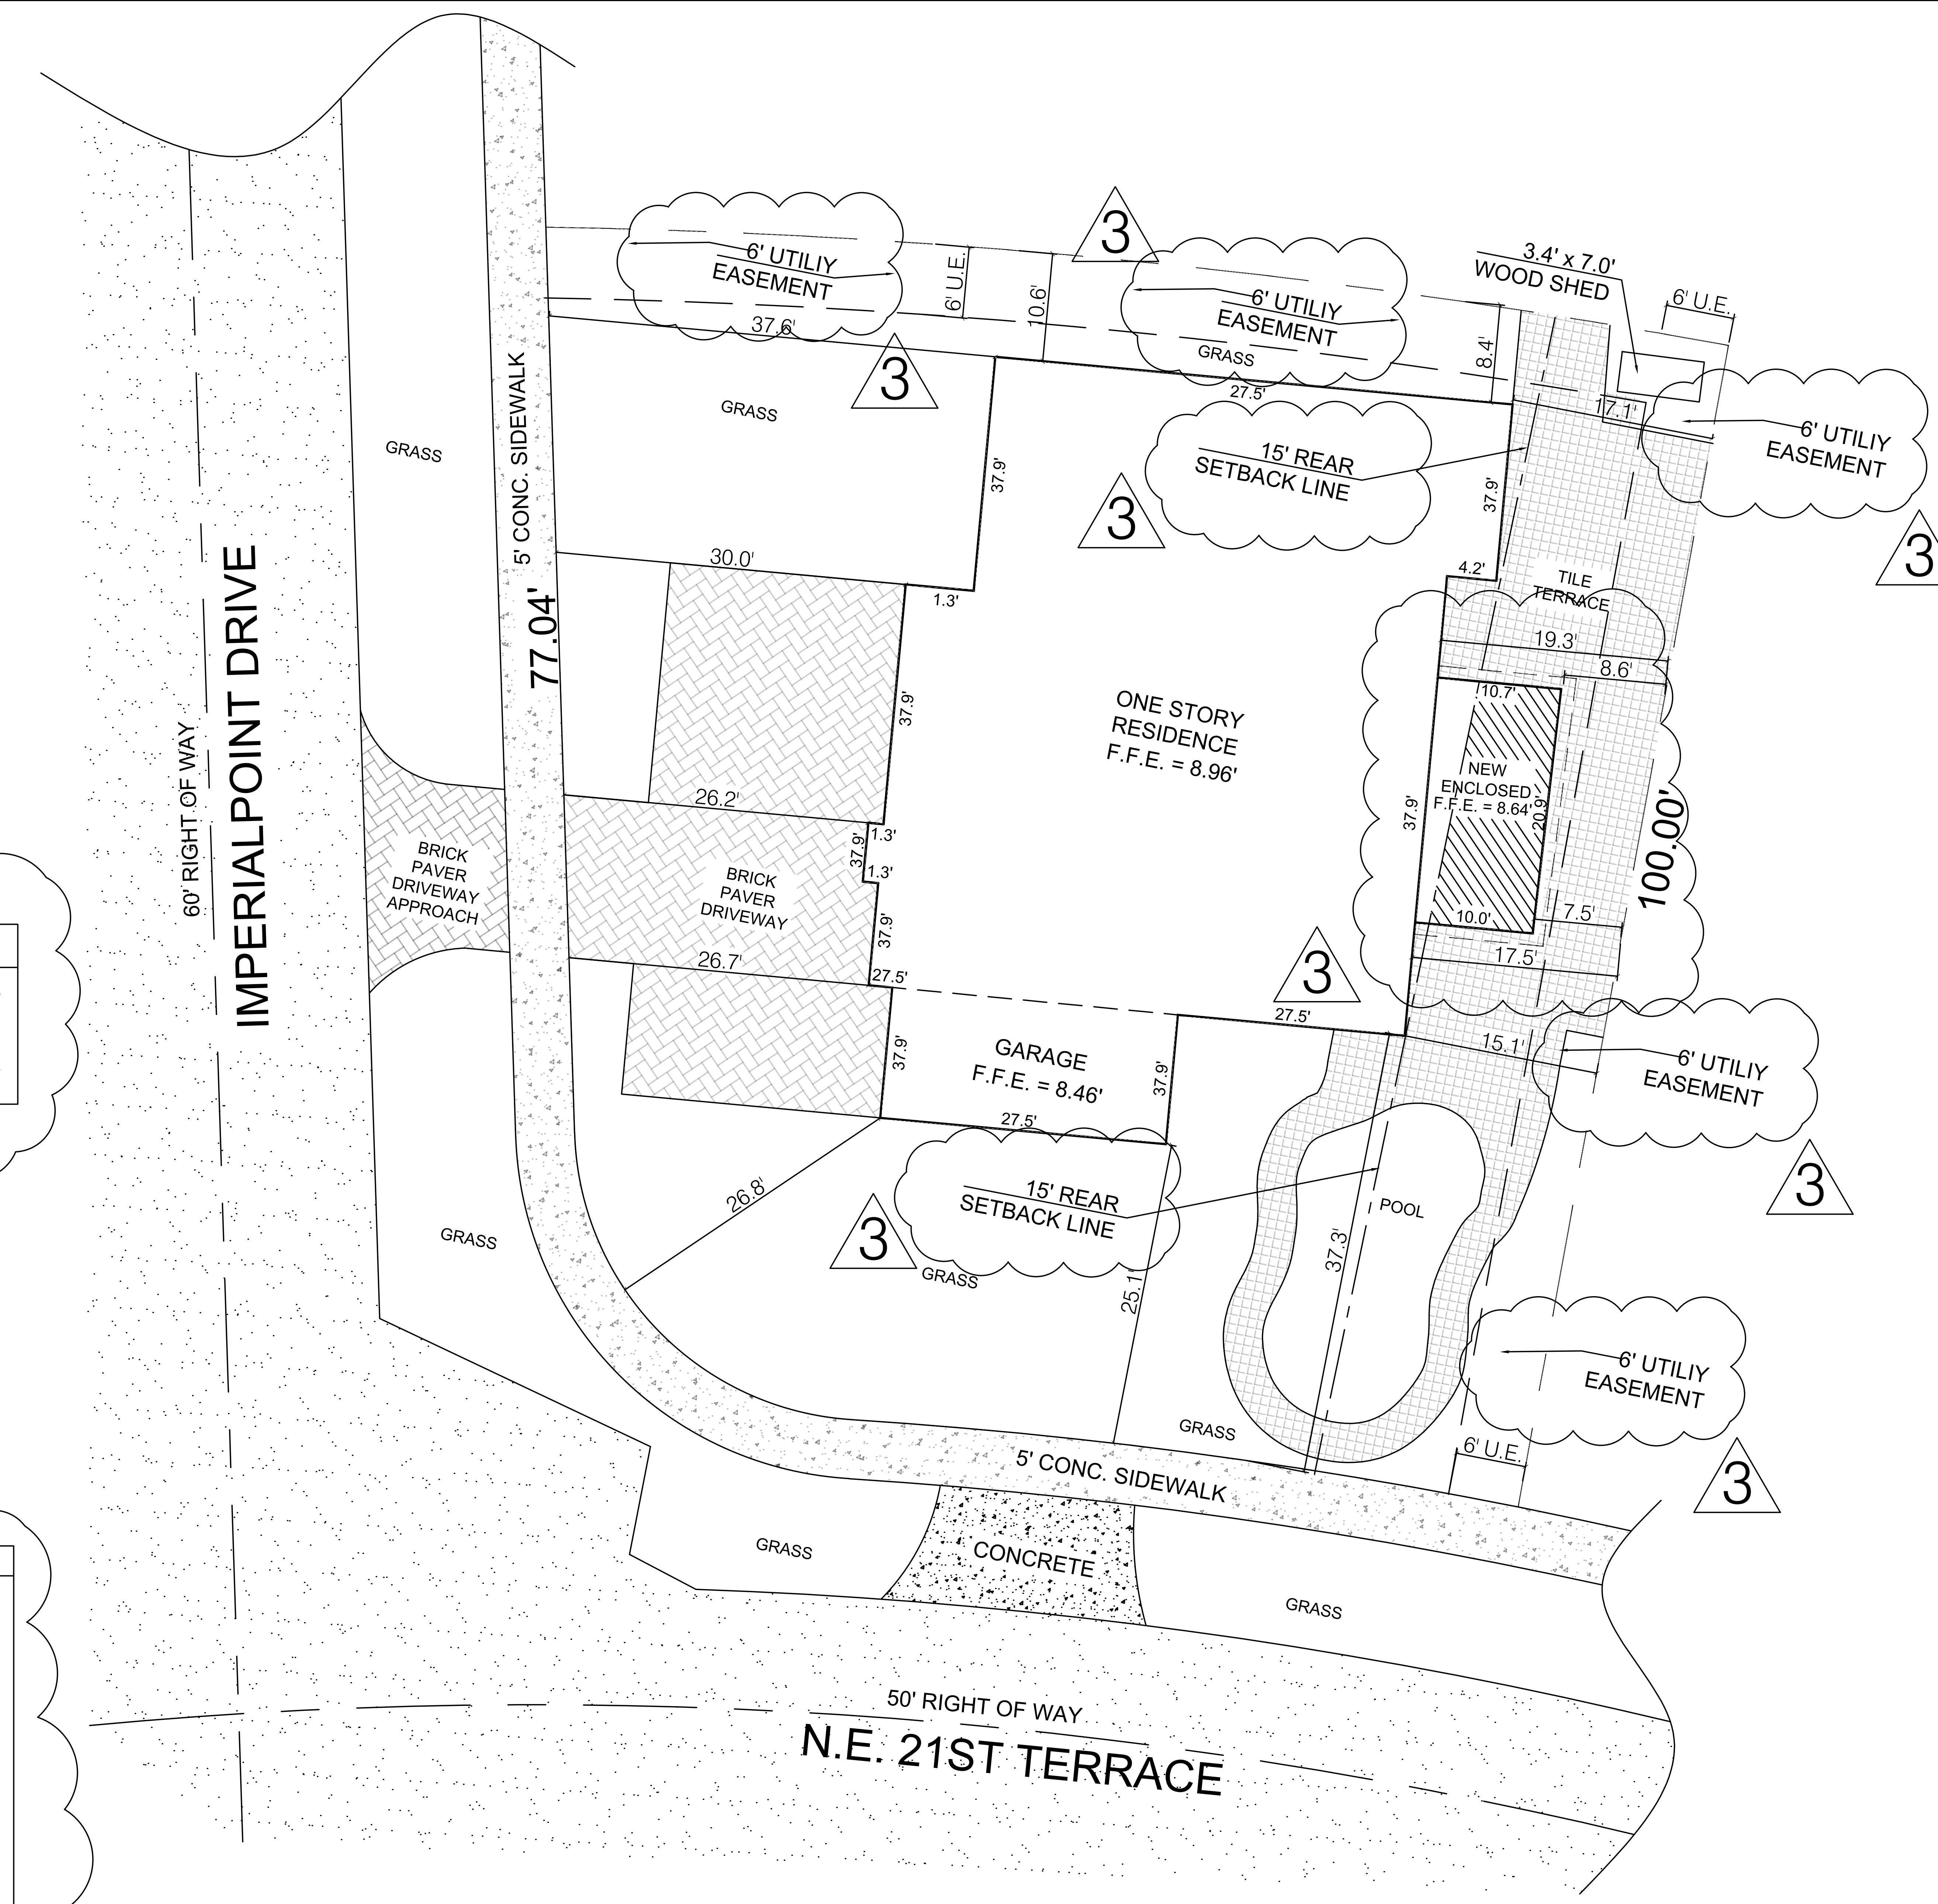 3
6' UTILIY
EASEMENT
6' U.E.
10.6'
37.6'
3
6' UTILIY
EASEMENT
GRASS
8.4'
3.4' x 7.0'
WOOD SHED
6' U.E.
27.5'
17.1'
6' UTILIY
EASEMENT
3
5' CONC. SIDEWALK
GRASS
GRASS
37.9'
15' REAR
SETBACK LINE
3
37.9'
30.0'
1.3'
4.2'
TILE
TERRACE
77.04'
60' RIGHT OF WAY
IMPERIALPOINT DRIVE
37.9'
ONE STORY
RESIDENCE
F.F.E. = 8.96'
19.3'
8.6'
10.7'
NEW
ENCLOSED
F.F.E. = 8.64'
20.9'
37.9'
100.00'
26.2'
1.3'
37.9'
1.3'
BRICK
PAVER
DRIVEWAY
APPROACH
BRICK
PAVER
DRIVEWAY
37.9'
10.0'
7.5'
17.5'
26.7'
27.5'
3
27.5'
37.9'
GARAGE
F.F.E. = 8.46'
37.9'
27.5'
15.1'
6' UTILIY
EASEMENT
3
26.8'
GRASS
15' REAR
SETBACK LINE
3
GRASS
25.1'
37.3'
POOL
6' UTILIY
EASEMENT
3
GRASS
6' U.E.
5' CONC. SIDEWALK
GRASS
CONCRETE
GRASS
50' RIGHT OF WAY
N.E. 21ST TERRACE